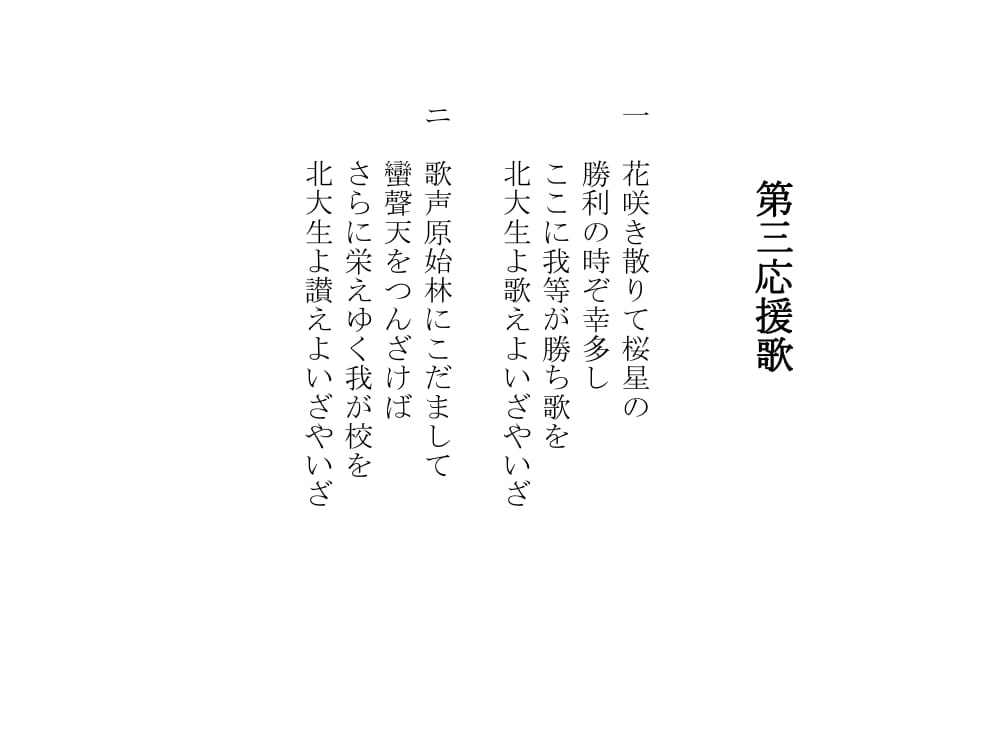 第三応援歌
一 花咲き散りて桜星の
勝利の時ぞ幸多し
ここに我等が勝ち歌を
北大生よ歌えよいざやいざ
二 歌声原始林にこだまして
蠻聲天をつんざけば
さらに栄えゆく我が校を
北大生よ讃えよいざやいざ